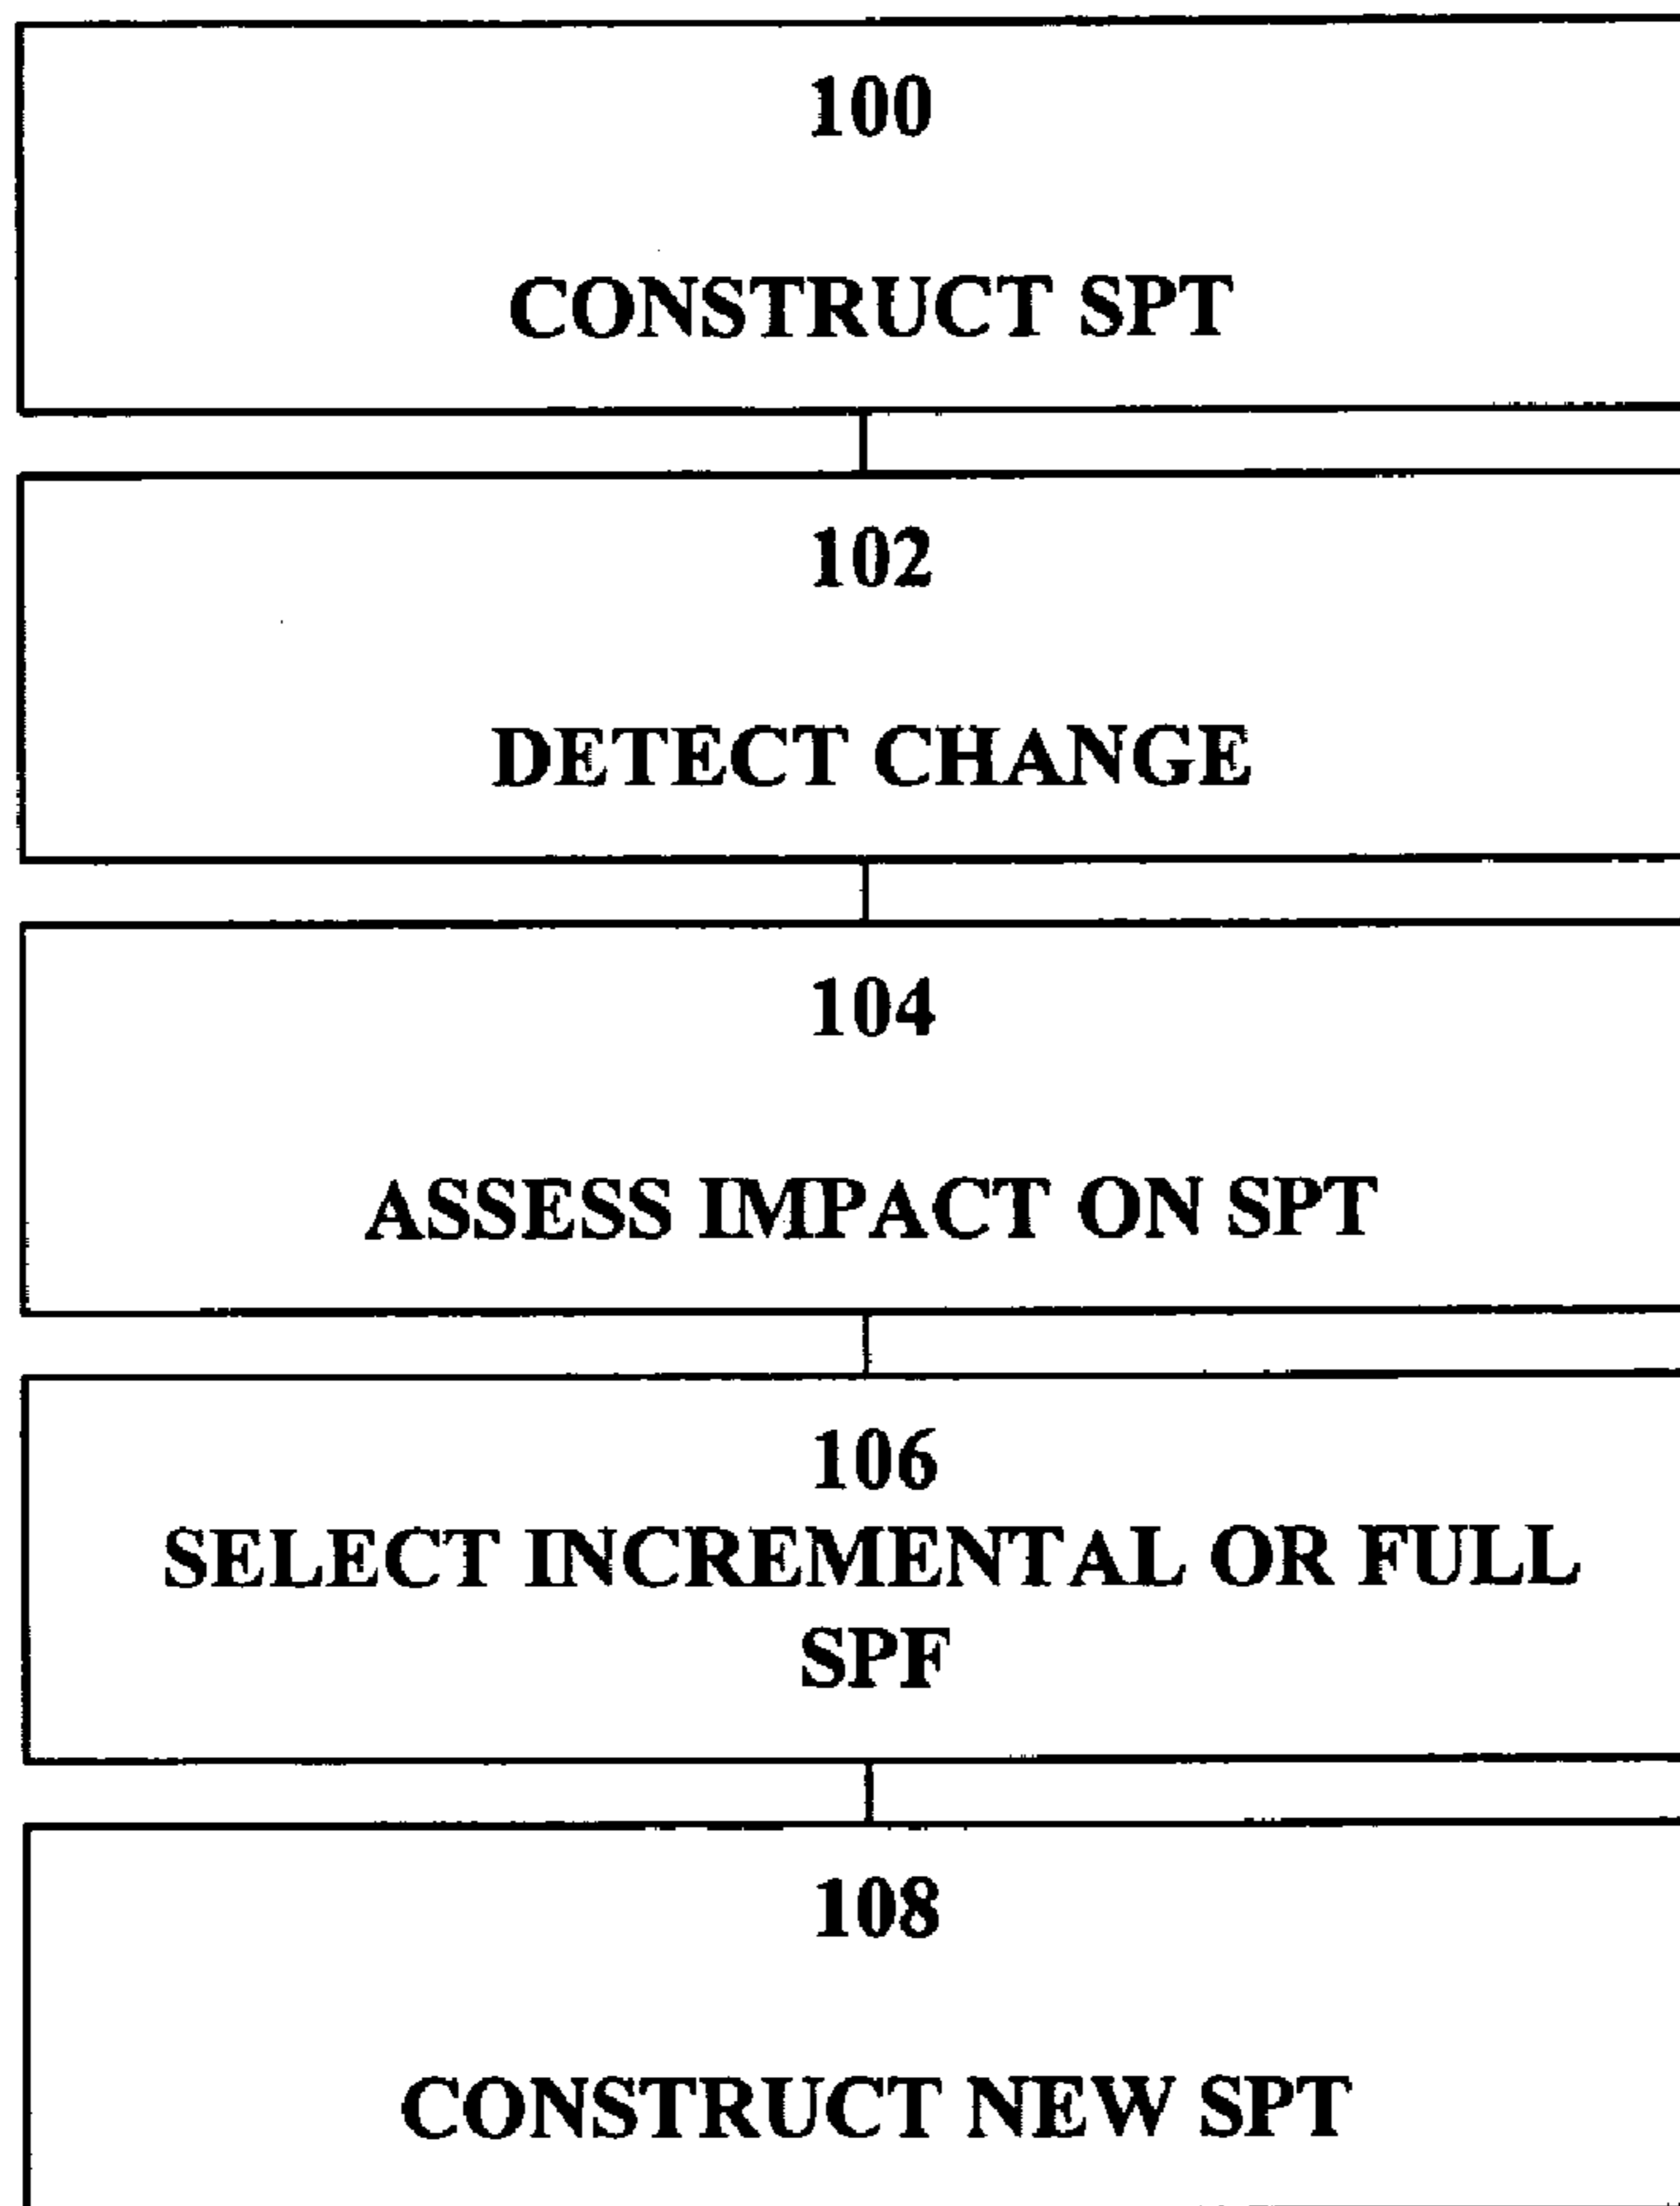 100
CONSTRUCT SPT
102
DETECT CHANGE
104
ASSESS IMPACT ON SPT
106
SELECT INCREMENTAL OR FULL
SPF
108
CONSTRUCT NEW SPT